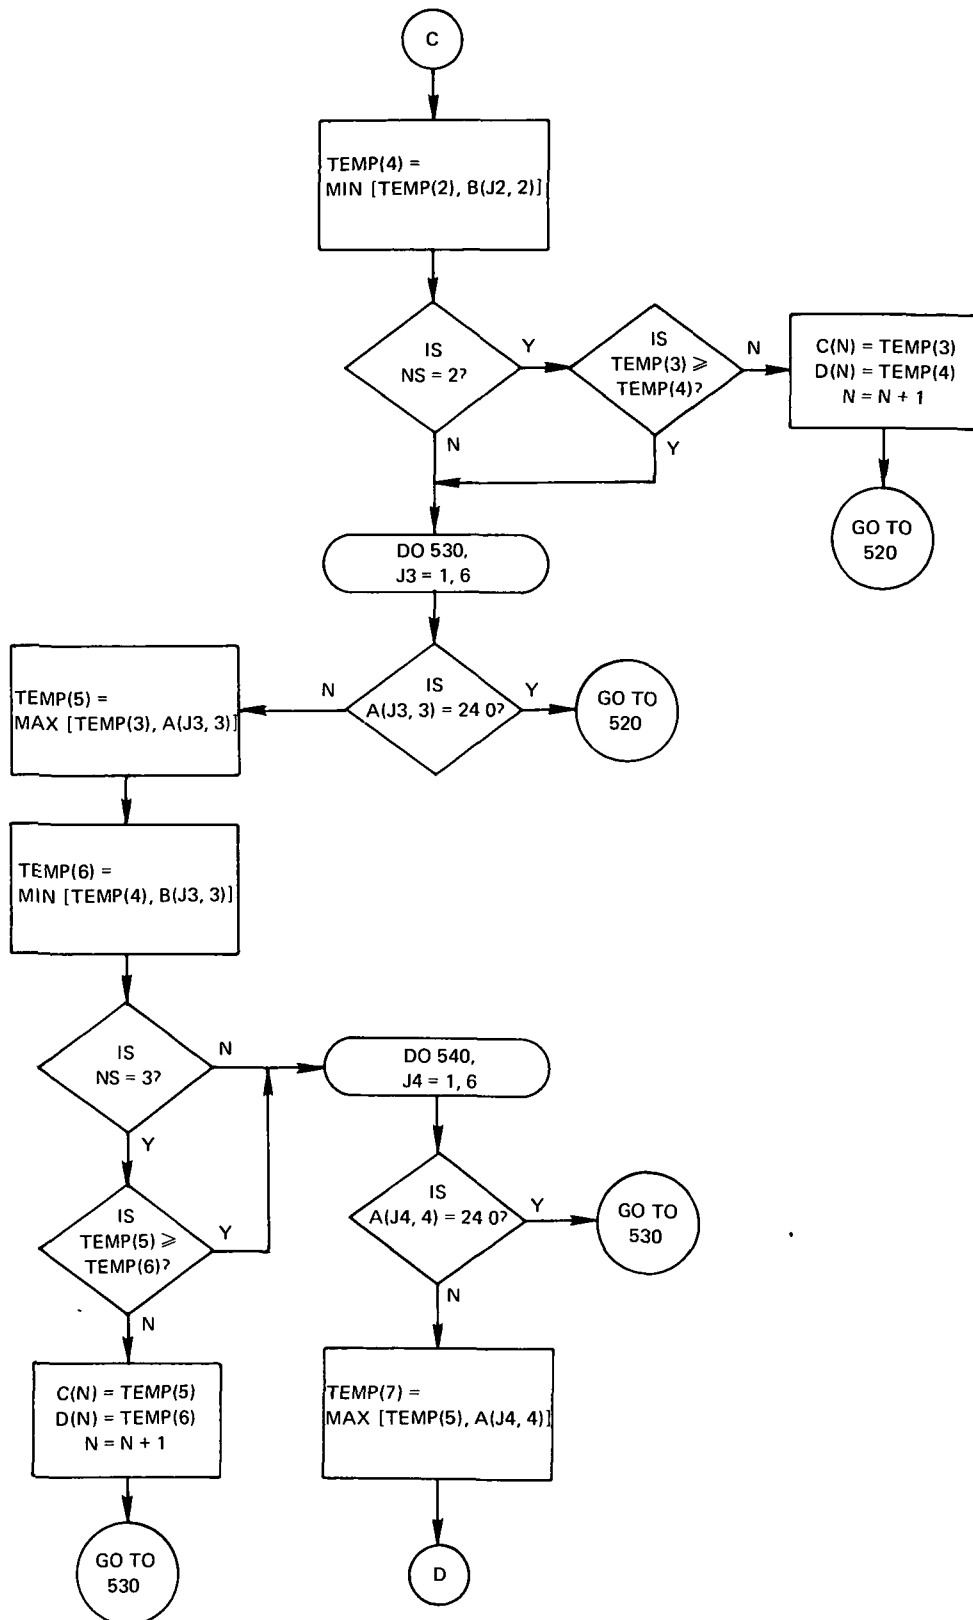 C
TEMP(4) =
MIN [TEMP(2), B(J2, 2)]
IS
NS = 2?
Y
N
IS
TEMP(3) ⩾
TEMP(4)?
N
Y
C(N) = TEMP(3)
D(N) = TEMP(4)
N = N + 1
GO TO
520
DO 530,
J3 = 1, 6
IS
A(J3, 3) = 24 0?
N
Y
GO TO
520
TEMP(5) =
MAX [TEMP(3), A(J3, 3)]
TEMP(6) =
MIN [TEMP(4), B(J3, 3)]
IS
NS = 3?
N
Y
IS
TEMP(5) ⩾
TEMP(6)?
Y
N
C(N) = TEMP(5)
D(N) = TEMP(6)
N = N + 1
GO TO
530
DO 540,
J4 = 1, 6
IS
A(J4, 4) = 24 0?
Y
N
GO TO
530
TEMP(7) =
MAX [TEMP(5), A(J4, 4)]
D